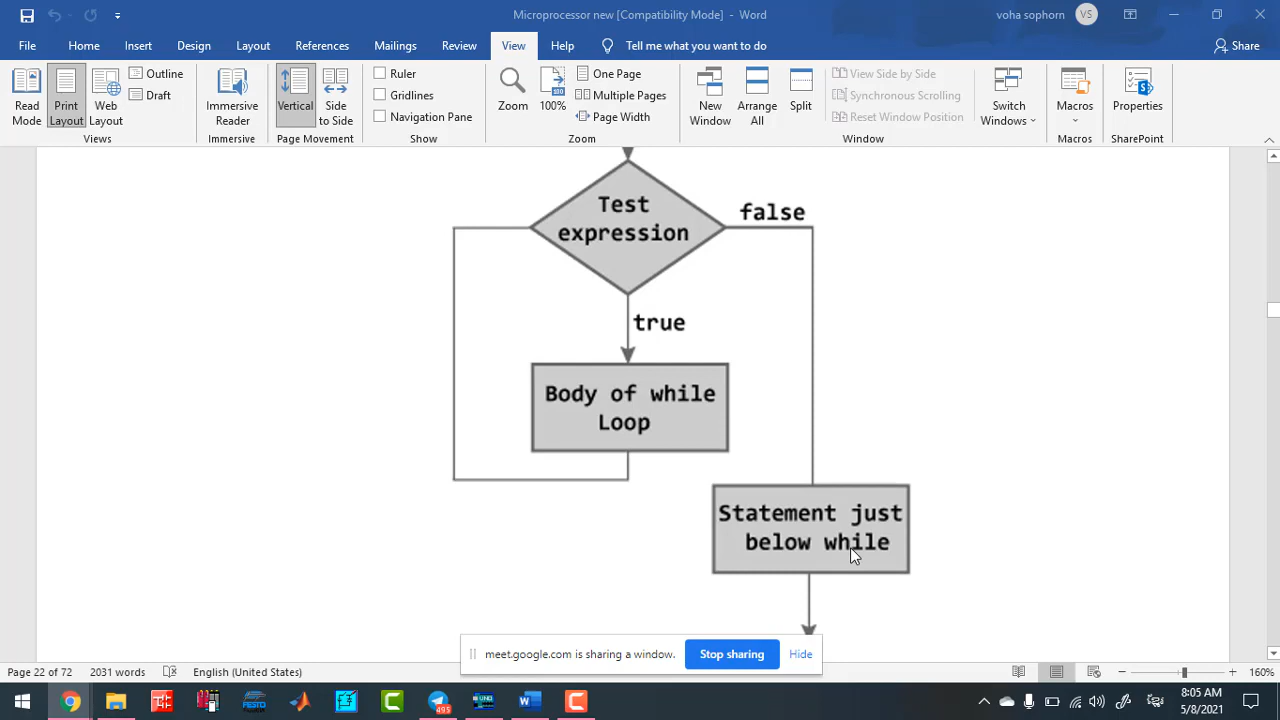 Microprocessor new [Compatibility Mode] - Word
voha sophorn
VS
File
Home
Insert
Design
Layout
References
Mailings
Review
View
Help
Tell me what you want to do
Share
Read
Mode
Print
Layout
Web
Layout
Outline
Draft
Views
Immersive
Reader
Immersive
Vertical
Side
to Side
Page Movement
Ruler
Gridlines
Navigation Pane
Show
Zoom
100%
One Page
Multiple Pages
Page Width
Zoom
New
Window
Arrange
All
Split
View Side by Side
Synchronous Scrolling
Reset Window Position
Switch
Windows
Window
Macros
Macros
Properties
SharePoint
Test
expression
false
true
Body of while
Loop
Statement just
below while
meet.google.com is sharing a window.
Stop sharing
Hide
Page 22 of 72
2031 words
English (United States)
160%
495
FESTO
8:05 AM
5/8/2021